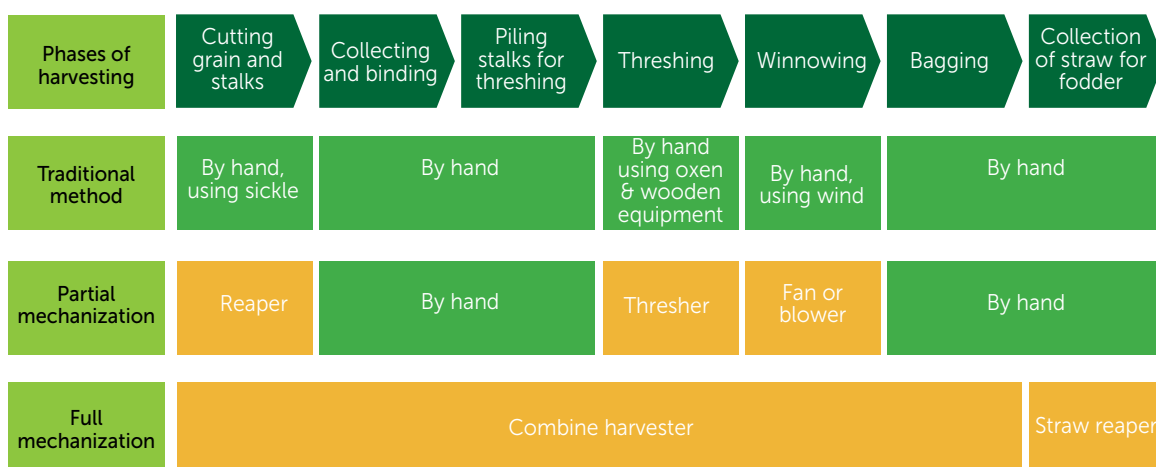 Phases of
harvesting
Cutting
grain and
stalks
Collecting
and binding
Piling
stalks for
threshing
Threshing
Winnowing
Bagging
Collection
of straw for
fodder
Traditional
method
By hand,
using sickle
By hand
By hand
using oxen
& wooden
equipment
By hand,
using wind
By hand
Partial
mechanization
Reaper
By hand
Thresher
Fan or
blower
By hand
Full
mechanization
Combine harvester
Straw reaper